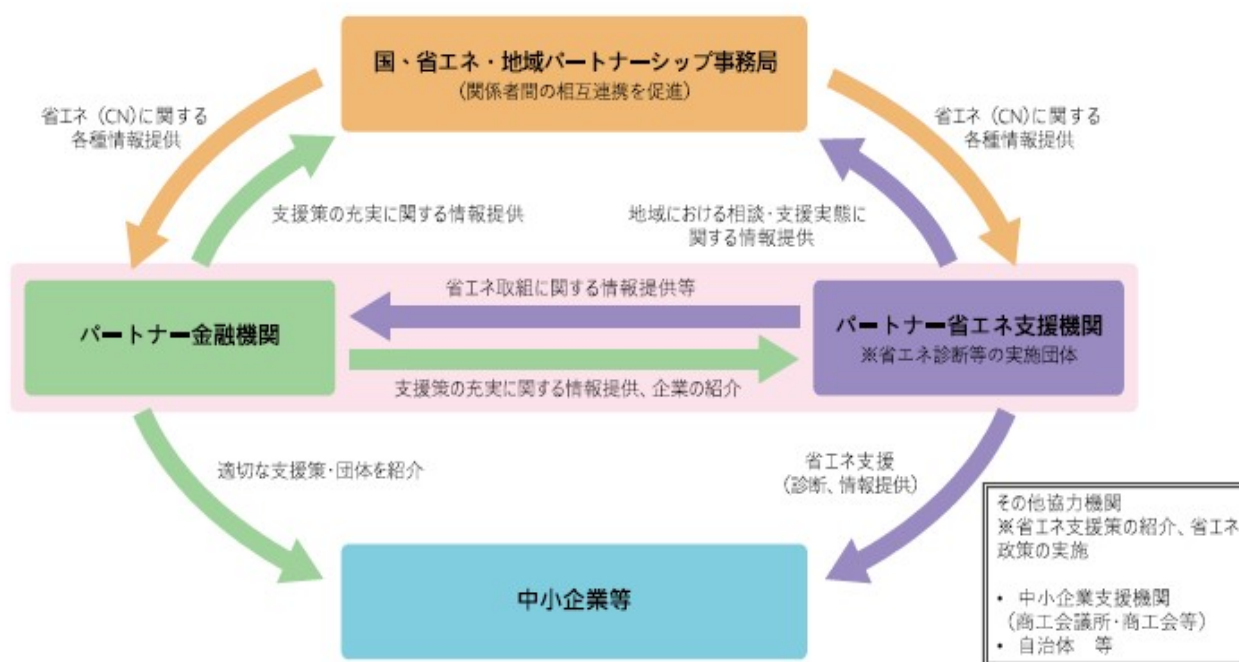 国、省エネ・地域パートナーシップ事務局
(関係者間の相互連携を促進)
省エネ (CN)に関する
各種情報提供
省エネ (CN)に関する
各種情報提供
支援策の充実に関する情報提供
地域における相談・支援実態に
関する情報提供
省エネ取組に関する情報提供等
パートナー金融機関
パートナー省エネ支援機関
※省エネ診断等の実施団体
支援策の充実に関する情報提供、企業の紹介
適切な支援策・団体を紹介
省エネ支援
(診断、情報提供)
中小企業等
その他協力機関
※省エネ支援策の紹介、省エネ
政策の実施
• 中小企業支援機関
(商工会議所・商工会等)
• 自治体 等